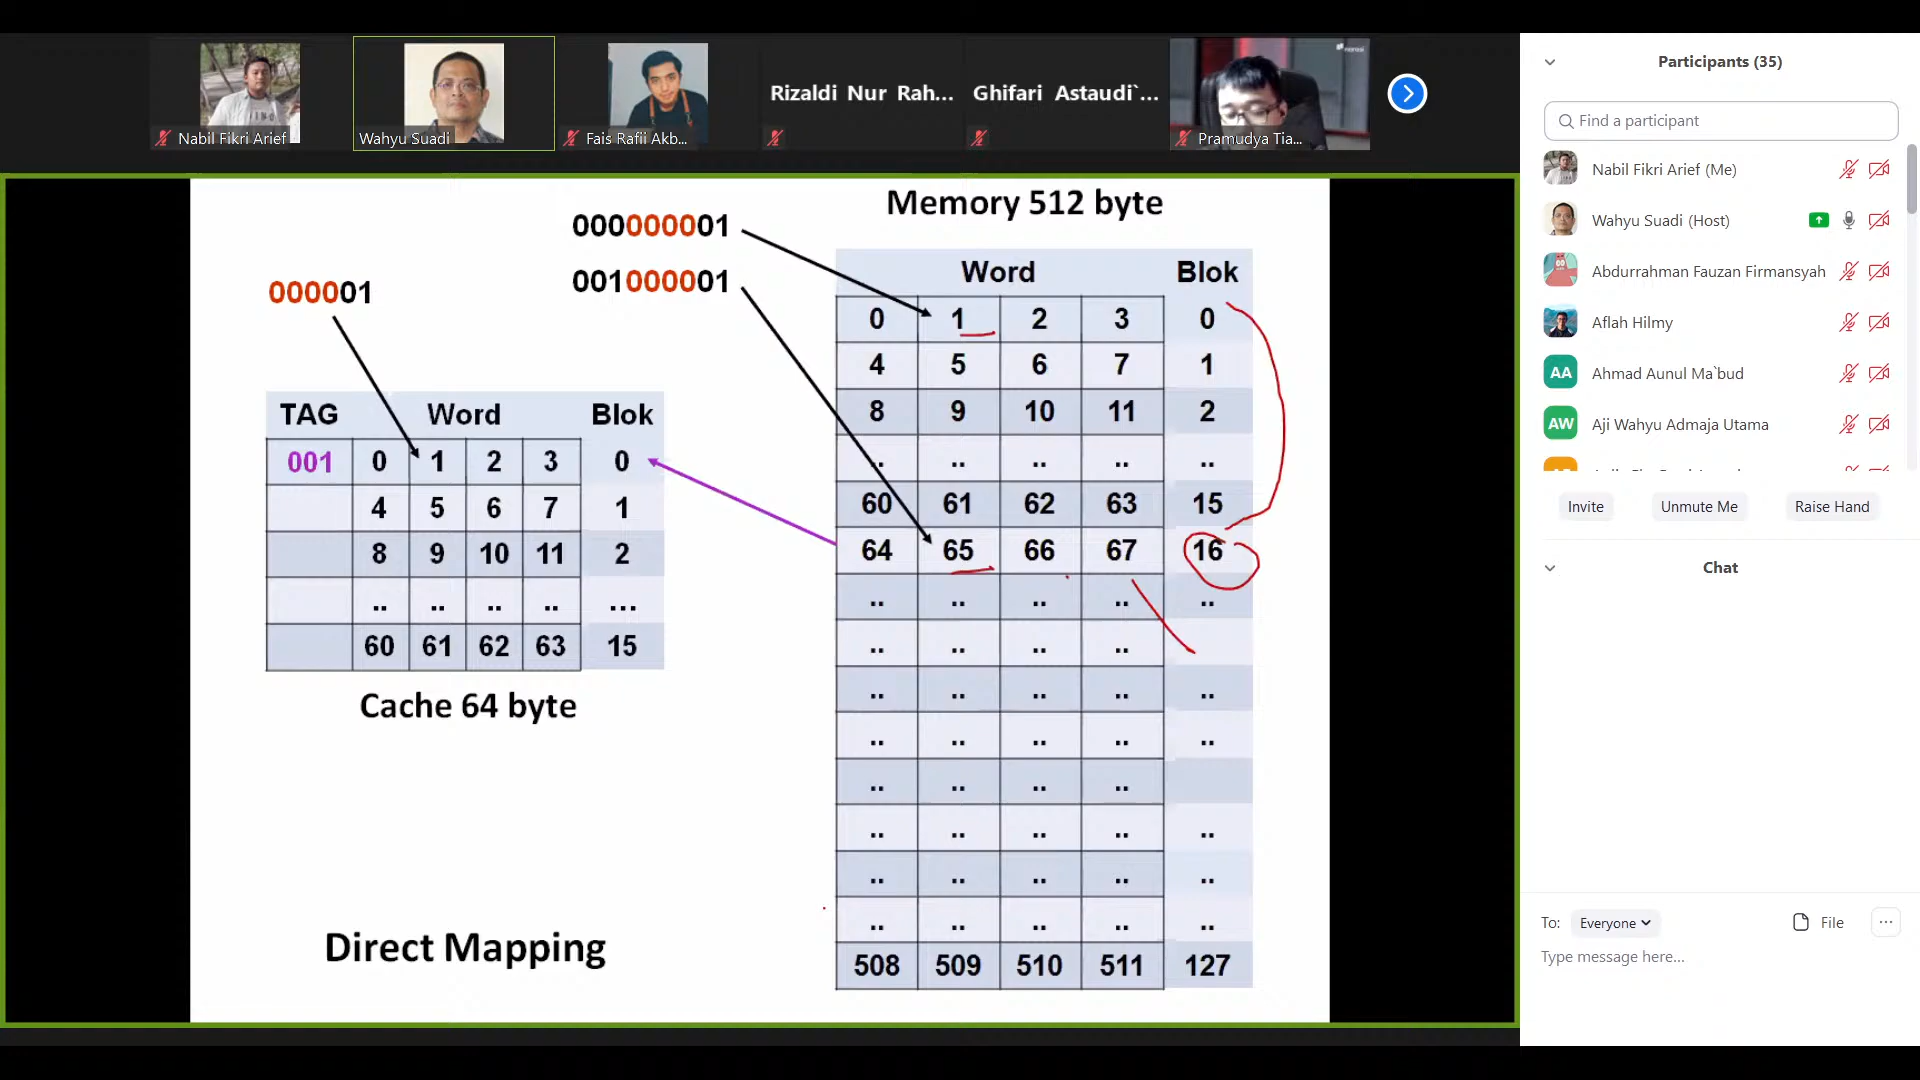 Nabil Fikri Arief
Wahyu Suadi
Fais Rafii Akb...
Rizaldi Nur Rah...
Ghifari Astaudi`...
Pramudya Tia...
Memory 512 byte
000000001
001000001
000001
Word Blok
0 1 2 3 0
4 5 6 7 1
8 9 10 11 2
.. .. .. .. ..
60 61 62 63 15
64 65 66 67 16
.. .. .. .. ..
.. .. .. .. ..
.. .. .. .. ..
.. .. .. .. ..
.. .. .. ..
.. .. .. .. ..
.. .. .. .. ..
.. .. .. .. ..
508 509 510 511 127
TAG Word Blok
001 0 1 2 3 0
4 5 6 7 1
8 9 10 11 2
.. .. .. .. ...
60 61 62 63 15
Cache 64 byte
Direct Mapping
Participants (35)
Find a participant
Nabil Fikri Arief (Me)
Wahyu Suadi (Host)
Abdurrahman Fauzan Firmansyah
Aflah Hilmy
AA Ahmad Aunul Ma`bud
AW Aji Wahyu Admaja Utama
Invite Unmute Me Raise Hand
Chat
To: Everyone File ...
Type message here...